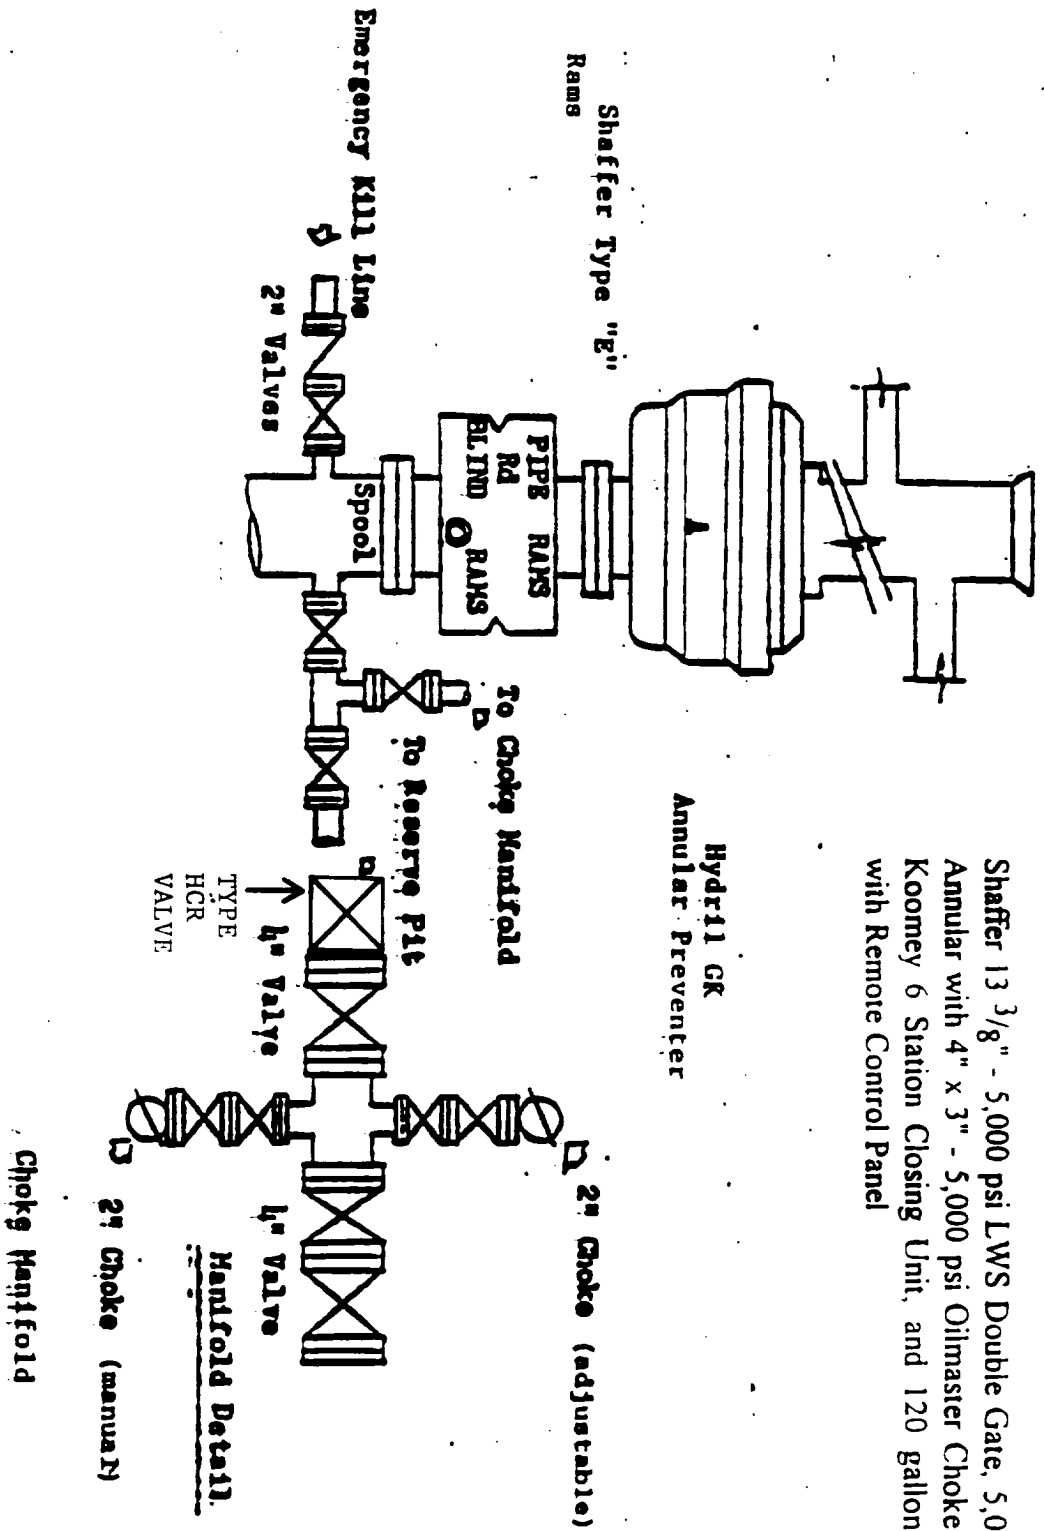 Shaffer 13 3/8" - 5,000 psi LWS Double Gate, 5,0
Annular with 4" x 3" - 5,000 psi Oilmaster Choke
Koomey 6 Station Closing Unit, and 120 gallon
with Remote Control Panel
Hydril GK
Annular Preventer
Shaffer Type "E"
Rams
PIPE RAMS
Rd
BLIND RAMS
Spool
To Choke Manifold
To Reserve Pit
Emergency Kill Line
2" Valves
4" Valve
TYPE
HCR
VALVE
2" Choke (adjustable)
4" Valve
Manifold Detail
2" Choke (manual)
Choke Manifold